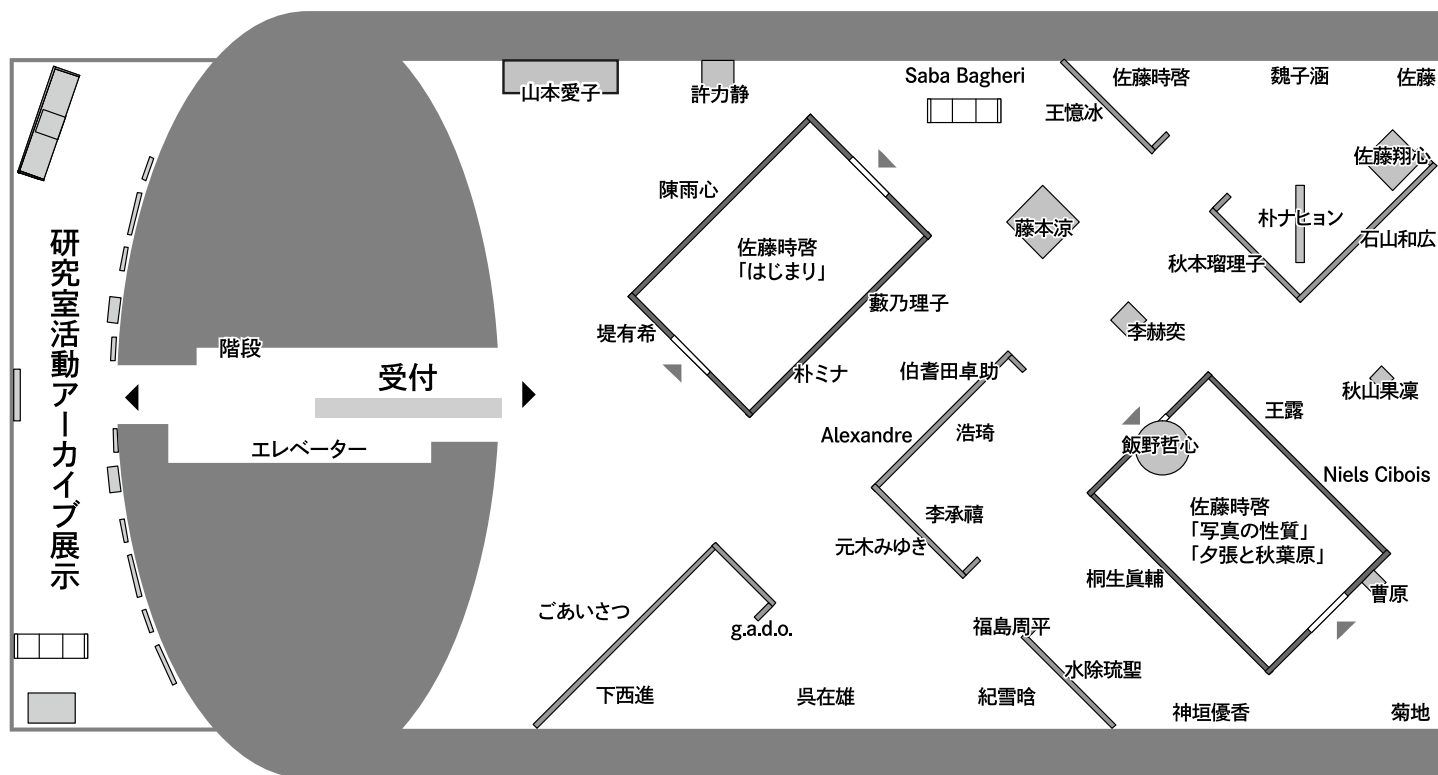 研究室活動アーカイブ展示
階段
受付
エレベーター
山本愛子
許力静
Saba Bagheri
王憶冰
佐藤時啓
魏子涵
佐藤
佐藤翔心
陳雨心
佐藤時啓
「はじまり」
藪乃理子
堤有希
朴ミナ
藤本涼
朴ナヒョン
石山和広
秋本瑠理子
李赫奕
秋山果凜
伯耆田卓助
Alexandre
浩琦
李承禧
元木みゆき
王露
飯野哲心
Niels Cibois
佐藤時啓
「写真の性質」
「夕張と秋葉原」
桐生眞輔
曹原
ごあいさつ
g.a.d.o.
福島周平
水除琉聖
下西進
呉在雄
紀雪晗
神垣優香
菊地